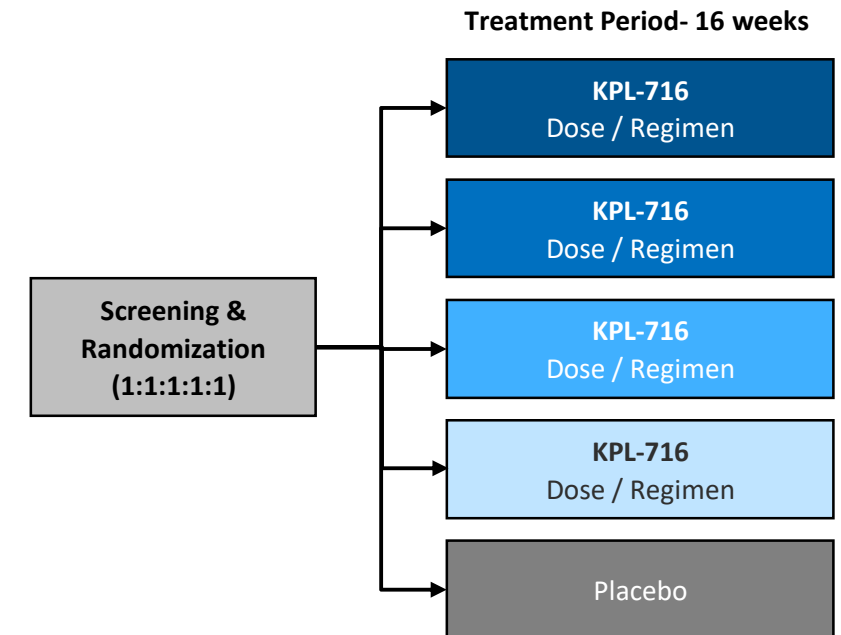 Treatment Period- 16 weeks
KPL-716
Dose / Regimen
KPL-716
Dose / Regimen
Screening &
Randomization
(1:1:1:1:1)
KPL-716
Dose / Regimen
KPL-716
Dose / Regimen
Placebo